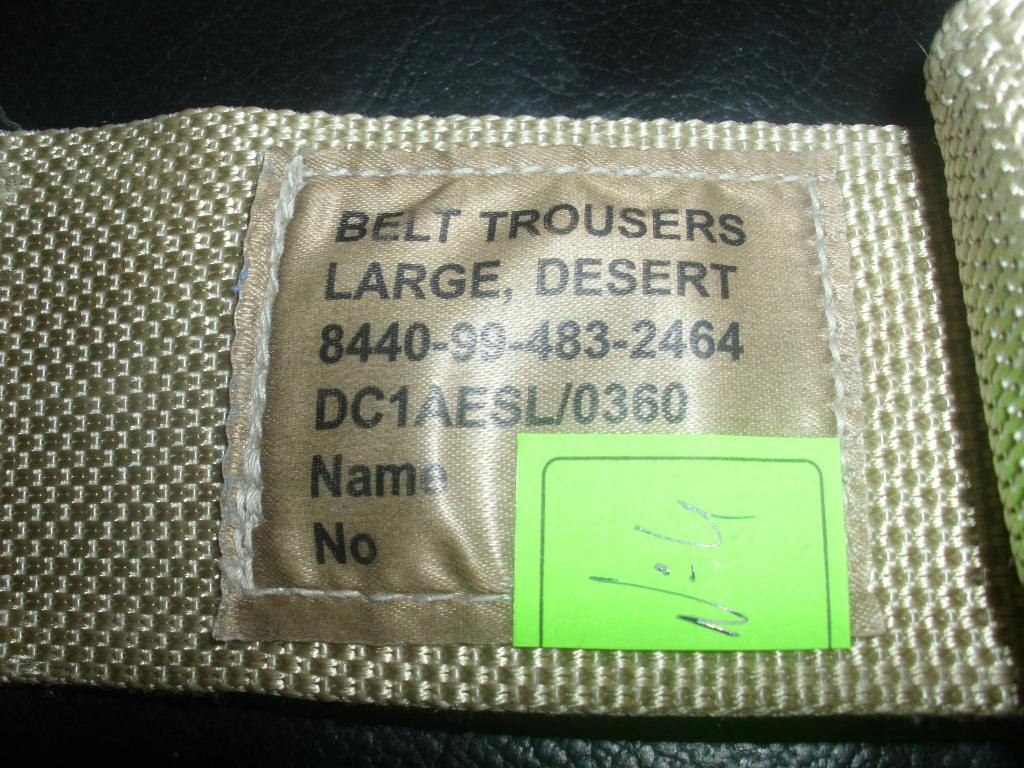 BELT TROUSERS
LARGE, DESERT
8440-99-483-2464
DC1AESL/0360
Name
No